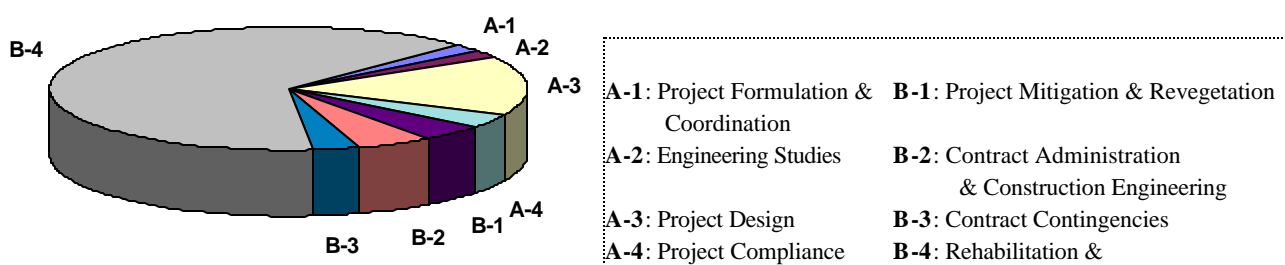 A-1
A-2
B-4
A-3
A-4
B-1
B-2
B-3
A-1: Project Formulation & B-1: Project Mitigation & Revegetation
Coordination
A-2: Engineering Studies B-2: Contract Administration
& Construction Engineering
A-3: Project Design B-3: Contract Contingencies
A-4: Project Compliance B-4: Rehabilitation &